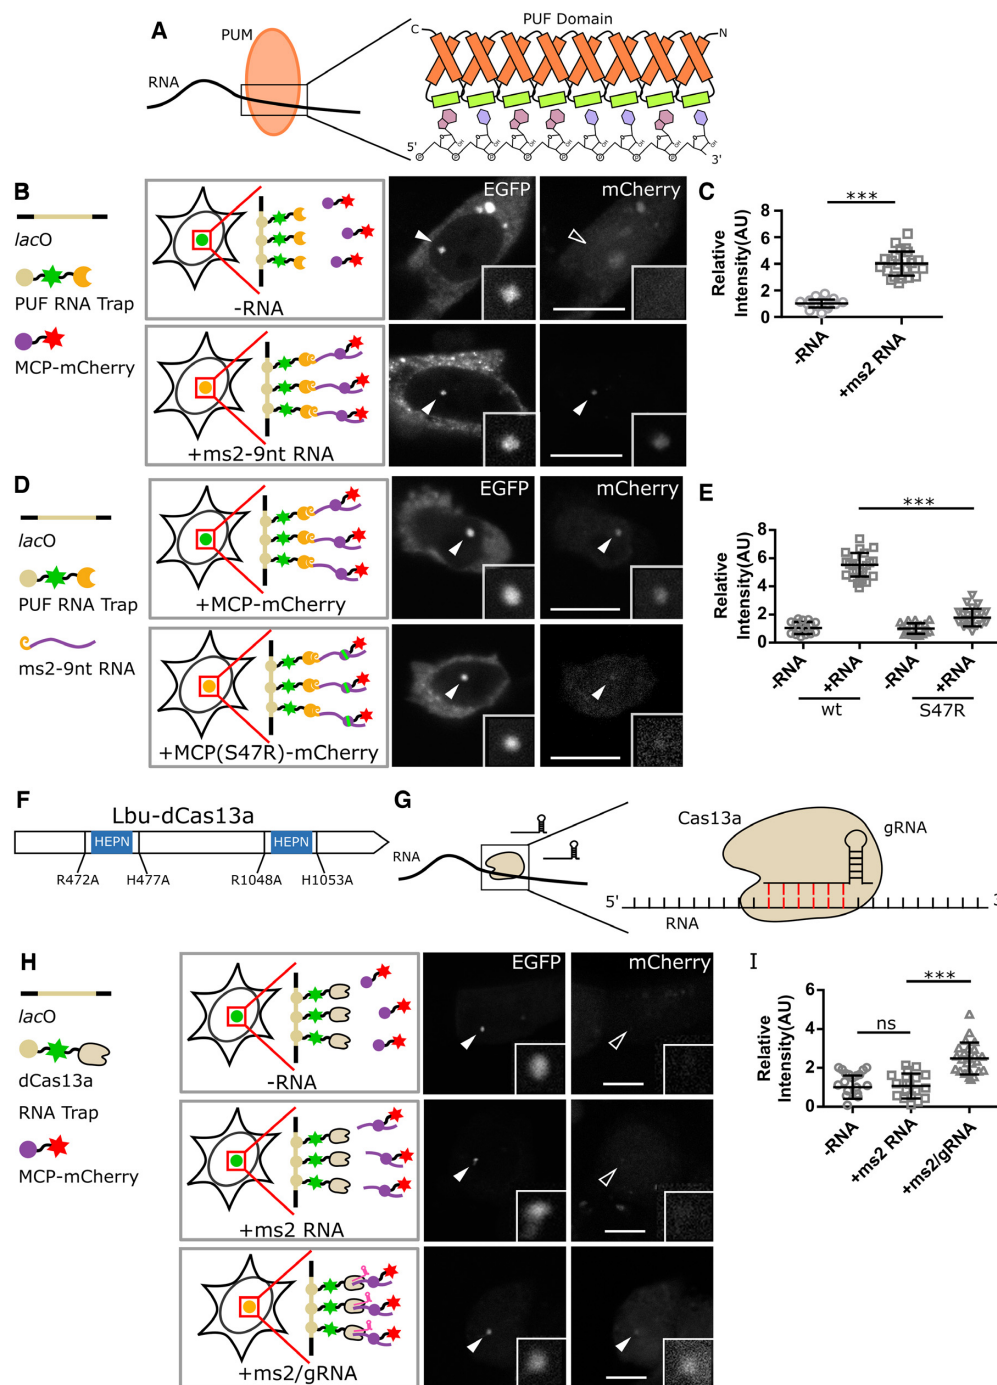 A
PUM
RNA
PUF Domain
C
N
5'
3'
B
lacO
PUF RNA Trap
MCP-mCherry
-RNA
+ms2-9nt RNA
EGFP
mCherry
C
Relative
Intensity(AU)
8
6
4
2
0
***
-RNA
+ms2 RNA
D
lacO
PUF RNA Trap
ms2-9nt RNA
+MCP-mCherry
+MCP(S47R)-mCherry
EGFP
mCherry
E
Relative
Intensity(AU)
8
6
4
2
0
***
-RNA
+RNA
-RNA
+RNA
wt
S47R
F
Lbu-dCas13a
HEPN
HEPN
R472A
H477A
R1048A
H1053A
G
RNA
Cas13a
gRNA
5'
3'
RNA
H
lacO
dCas13a
RNA Trap
MCP-mCherry
-RNA
+ms2 RNA
+ms2/gRNA
EGFP
mCherry
I
Relative
Intensity(AU)
6
4
2
0
ns
***
-RNA
+ms2 RNA
+ms2/gRNA